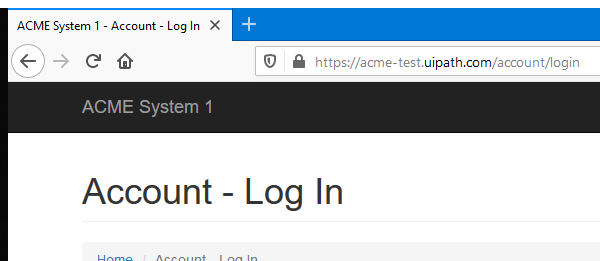 ACME System 1 - Account - Log In
https://acme-test.uipath.com/account/login
ACME System 1
Account - Log In
Home / Account - Log In